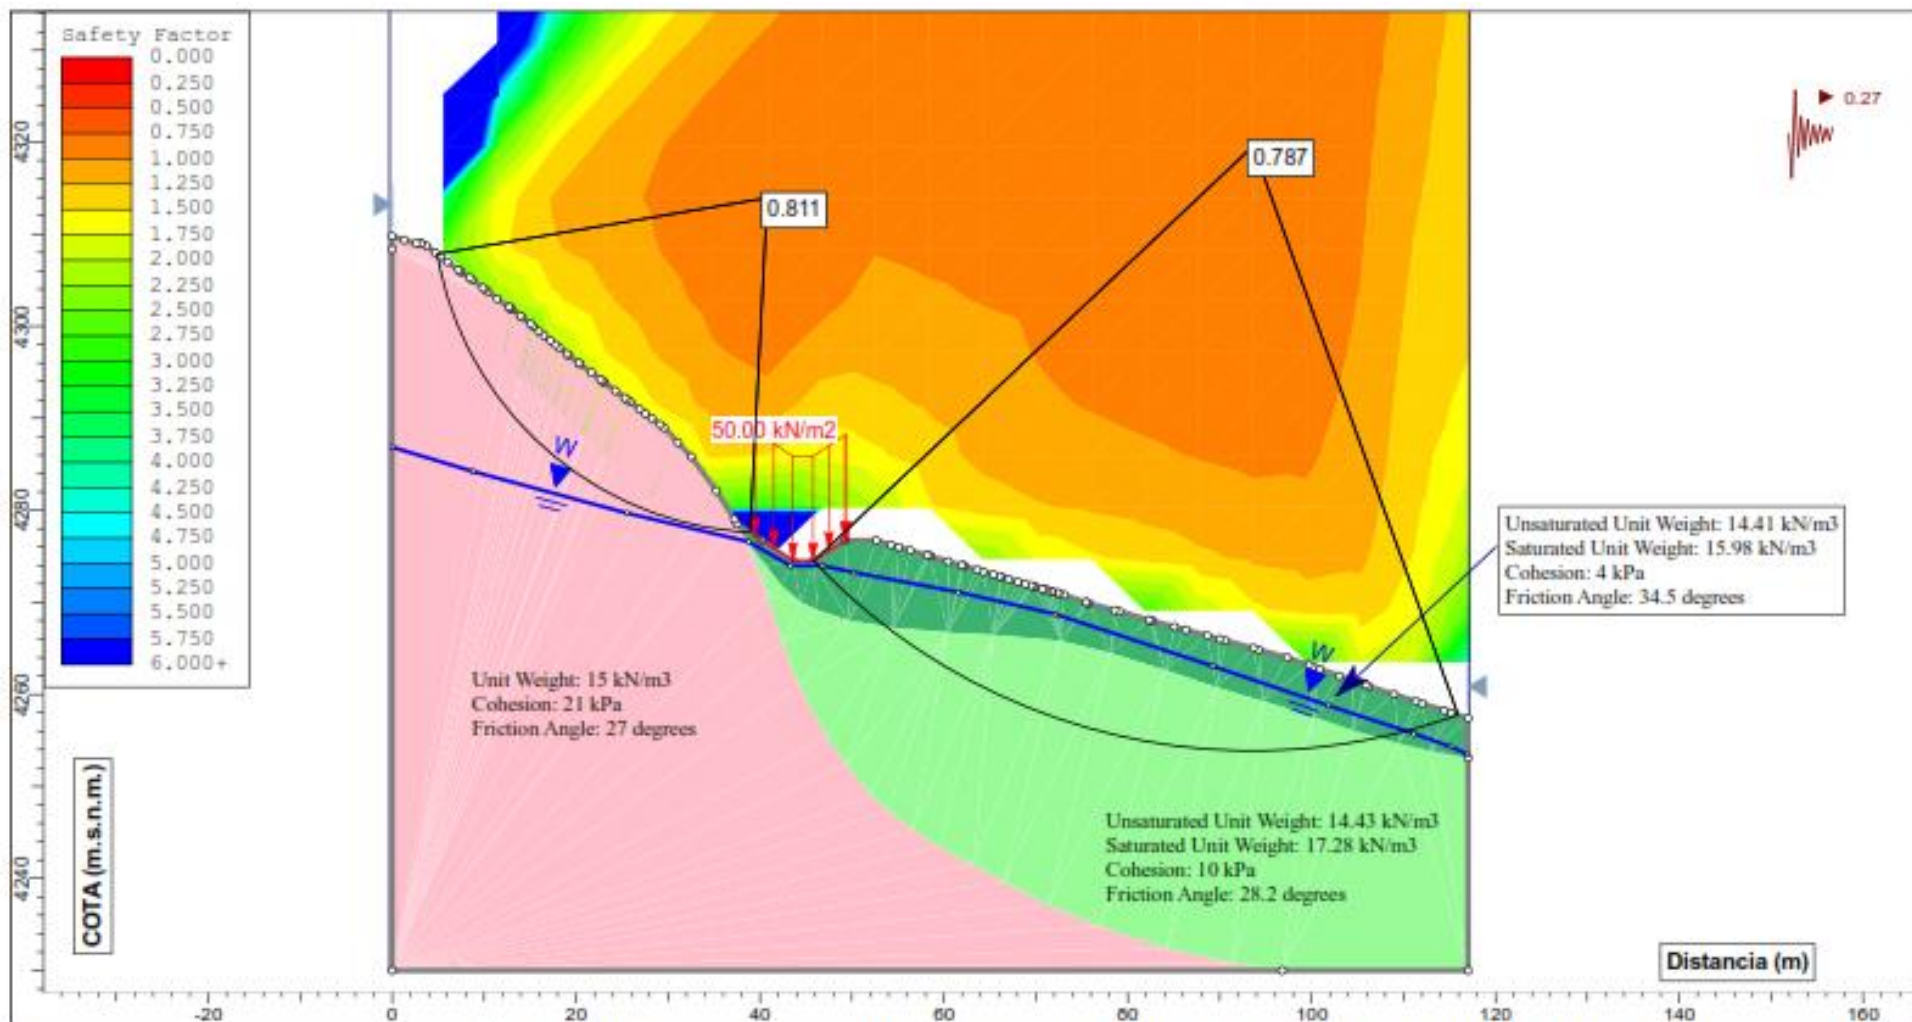 Safety Factor
0.000
0.250
0.500
0.750
1.000
1.250
1.500
1.750
2.000
2.250
2.500
2.750
3.000
3.250
3.500
3.750
4.000
4.250
4.500
4.750
5.000
5.250
5.500
5.750
6.000+
4320
4300
4280
4260
4240
COTA (m.s.n.m.)
0.811
0.787
0.27
50.00 kN/m2
W
W
Unsaturated Unit Weight: 14.41 kN/m3
Saturated Unit Weight: 15.98 kN/m3
Cohesion: 4 kPa
Friction Angle: 34.5 degrees
Unit Weight: 15 kN/m3
Cohesion: 21 kPa
Friction Angle: 27 degrees
Unsaturated Unit Weight: 14.43 kN/m3
Saturated Unit Weight: 17.28 kN/m3
Cohesion: 10 kPa
Friction Angle: 28.2 degrees
Distancia (m)
-20 0 20 40 60 80 100 120 140 160